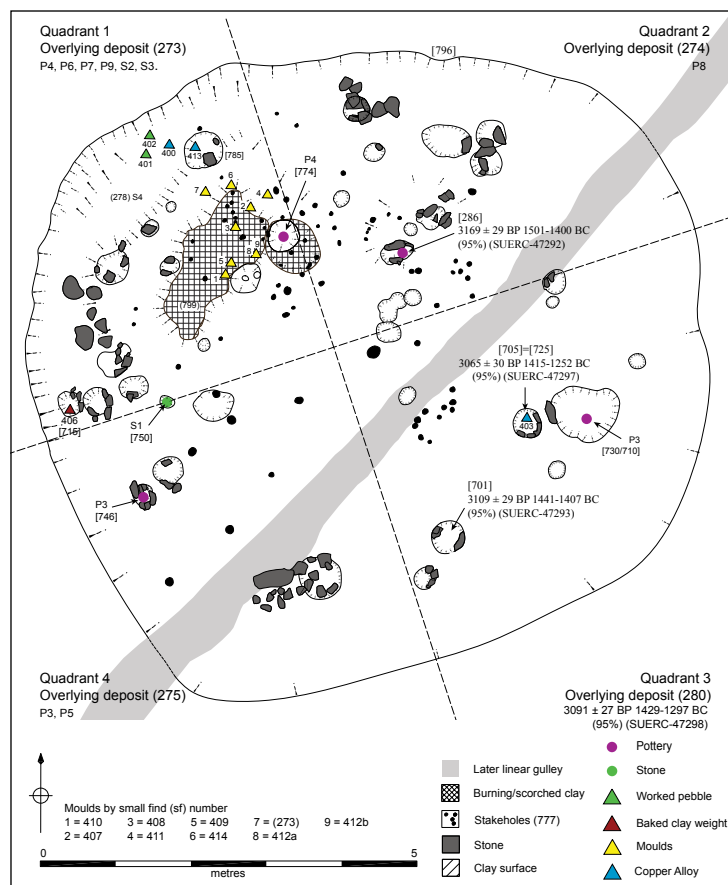 Quadrant 1
Overlying deposit (273)
P4, P6, P7, P9, S2, S3.
Quadrant 2
Overlying deposit (274)
P8
[796]
402
401
400
413
[785]
P4
[774]
(278) S4
7
6
4
2
3
9
8
5
1
(799)
[286]
3169 ± 29 BP 1501-1400 BC
(95%) (SUERC-47292)
[705]=[725]
3065 ± 30 BP 1415-1252 BC
(95%) (SUERC-47297)
403
P3
[730/710]
406
[715]
S1
[750]
P3
[746]
[701]
3109 ± 29 BP 1441-1407 BC
(95%) (SUERC-47293)
Quadrant 4
Overlying deposit (275)
P3, P5
Quadrant 3
Overlying deposit (280)
3091 ± 27 BP 1429-1297 BC
(95%) (SUERC-47298)
Moulds by small find (sf) number
1 = 410 3 = 408 5 = 409 7 = (273) 9 = 412b
2 = 407 4 = 411 6 = 414 8 = 412a
0 5
metres
Later linear gulley
Burning/scorched clay
Stakeholes (777)
Stone
Clay surface
Pottery
Stone
Worked pebble
Baked clay weight
Moulds
Copper Alloy